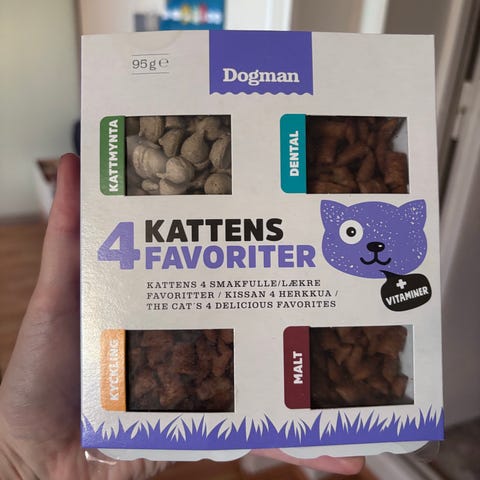 95g ℮
Dogman
KATTMYNTA
DENTAL
4 KATTENS
FAVORITER
KATTENS 4 SMAKFULLE/LÆKRE
FAVORITTER / KISSAN 4 HERKKUA /
THE CAT'S 4 DELICIOUS FAVORITES
+
VITAMINER
KYCKLING
MALT